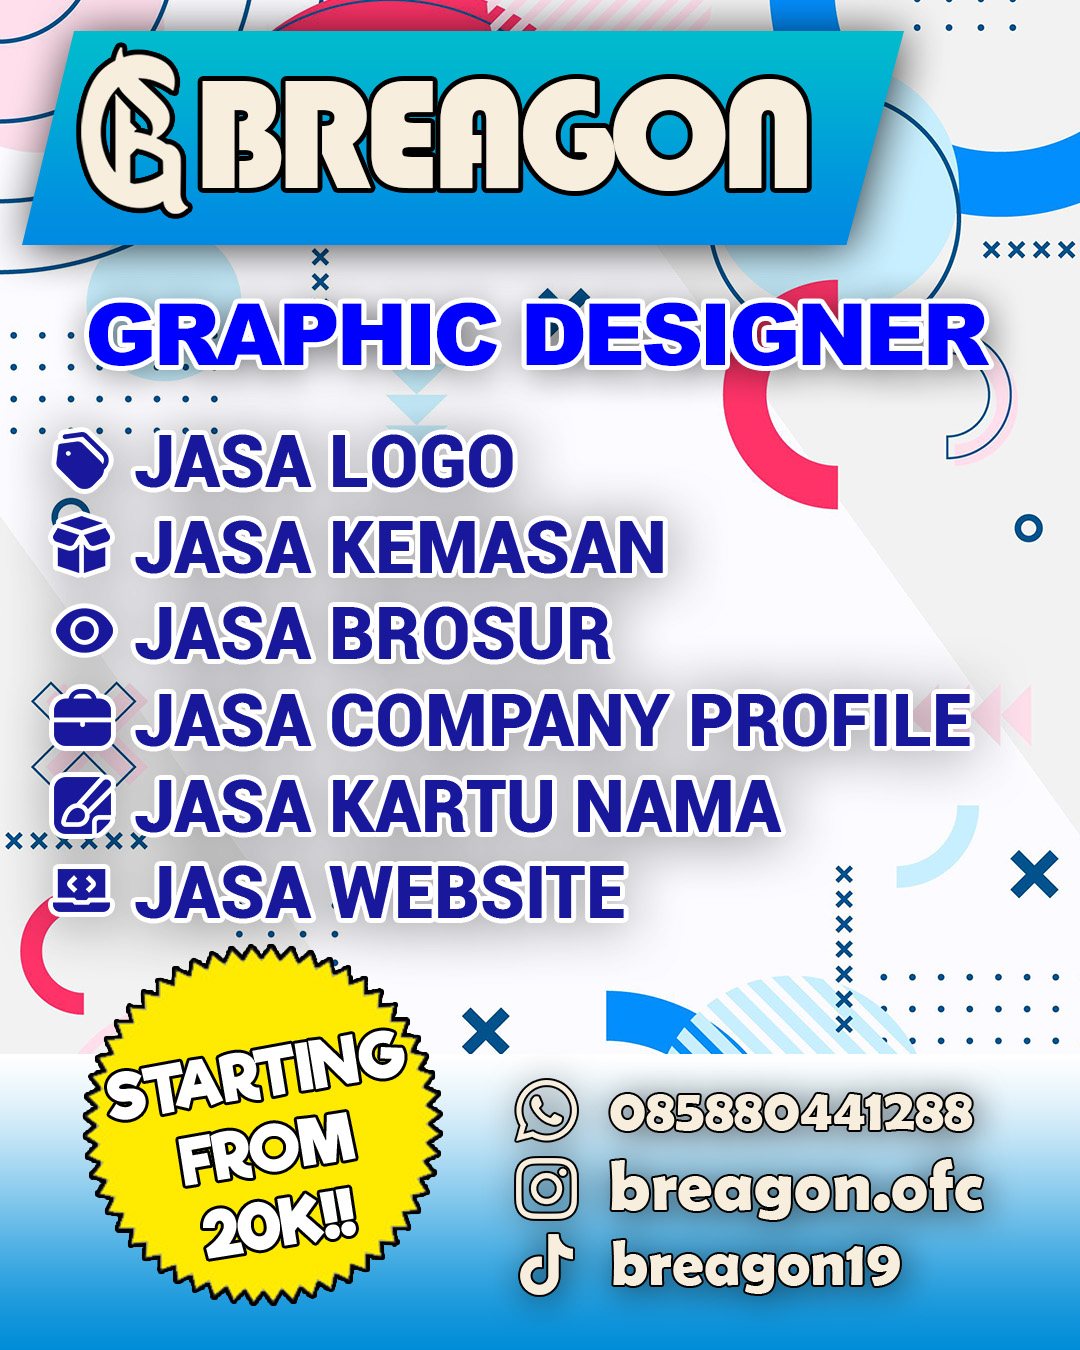 BREAGON
GRAPHIC DESIGNER
JASA LOGO
JASA KEMASAN
JASA BROSUR
JASA COMPANY PROFILE
JASA KARTU NAMA
JASA WEBSITE
STARTING
FROM
20K!!
085880441288
breagon.ofc
breagon19